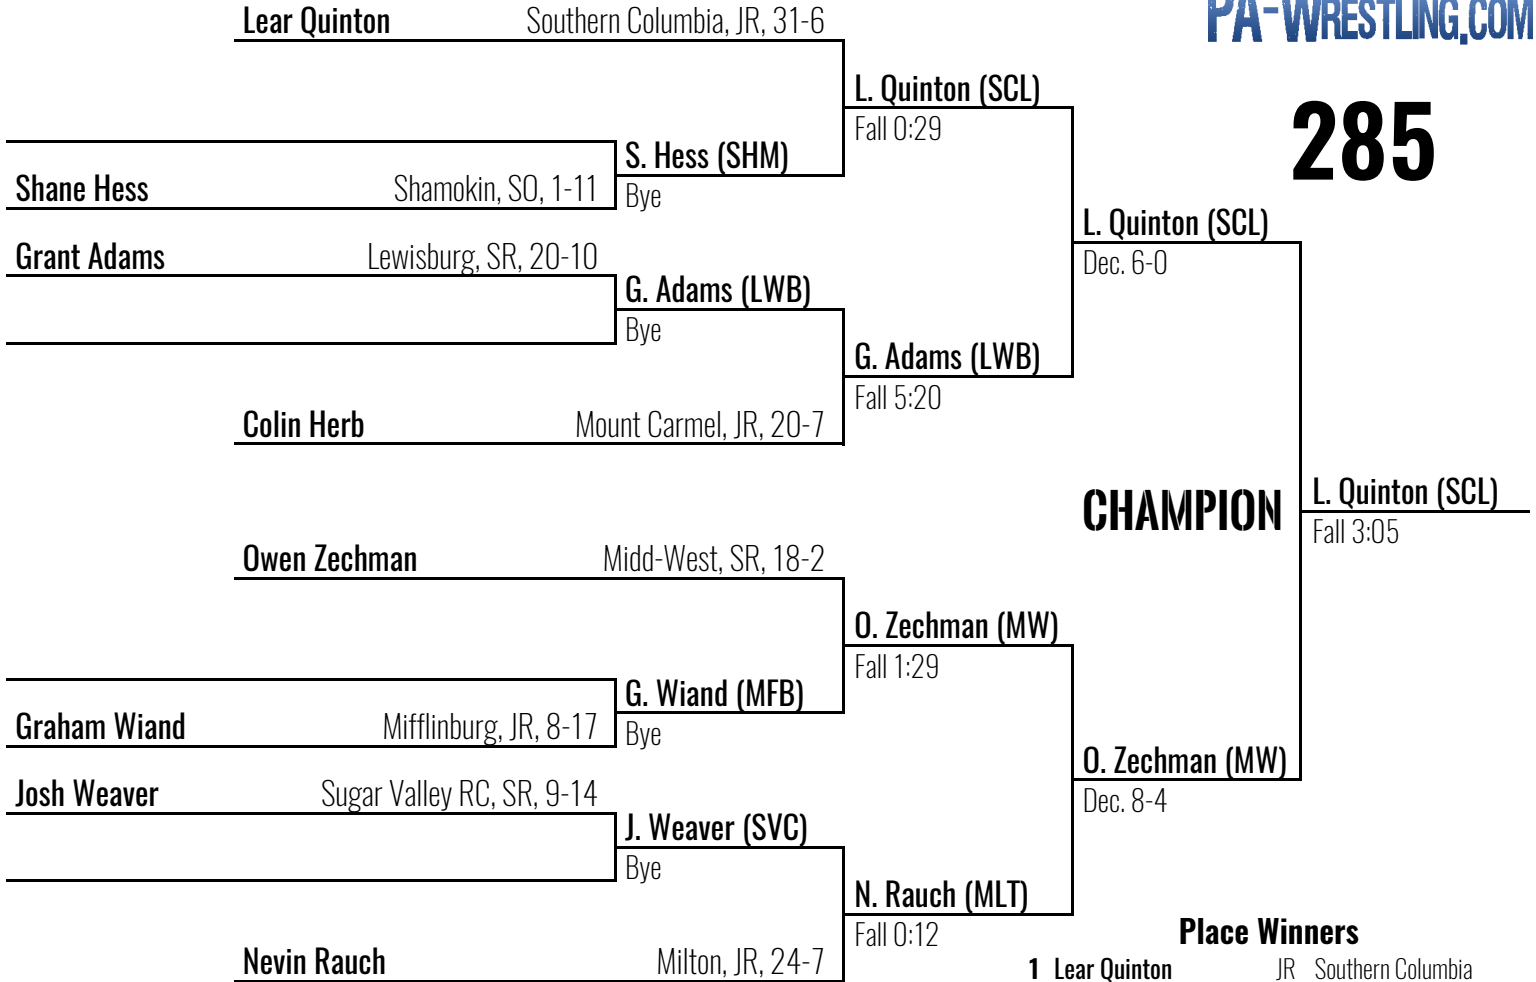 PA-WRESTLING.COM
285
Lear Quinton Southern Columbia, JR, 31-6
L. Quinton (SCL)
Fall 0:29
S. Hess (SHM)
Bye
Shane Hess Shamokin, SO, 1-11
L. Quinton (SCL)
Dec. 6-0
Grant Adams Lewisburg, SR, 20-10
G. Adams (LWB)
Bye
G. Adams (LWB)
Fall 5:20
Colin Herb Mount Carmel, JR, 20-7
CHAMPION
L. Quinton (SCL)
Fall 3:05
Owen Zechman Midd-West, SR, 18-2
O. Zechman (MW)
Fall 1:29
G. Wiand (MFB)
Bye
Graham Wiand Mifflinburg, JR, 8-17
O. Zechman (MW)
Dec. 8-4
Josh Weaver Sugar Valley RC, SR, 9-14
J. Weaver (SVC)
Bye
N. Rauch (MLT)
Fall 0:12
Nevin Rauch Milton, JR, 24-7
Place Winners
1 Lear Quinton JR Southern Columbia